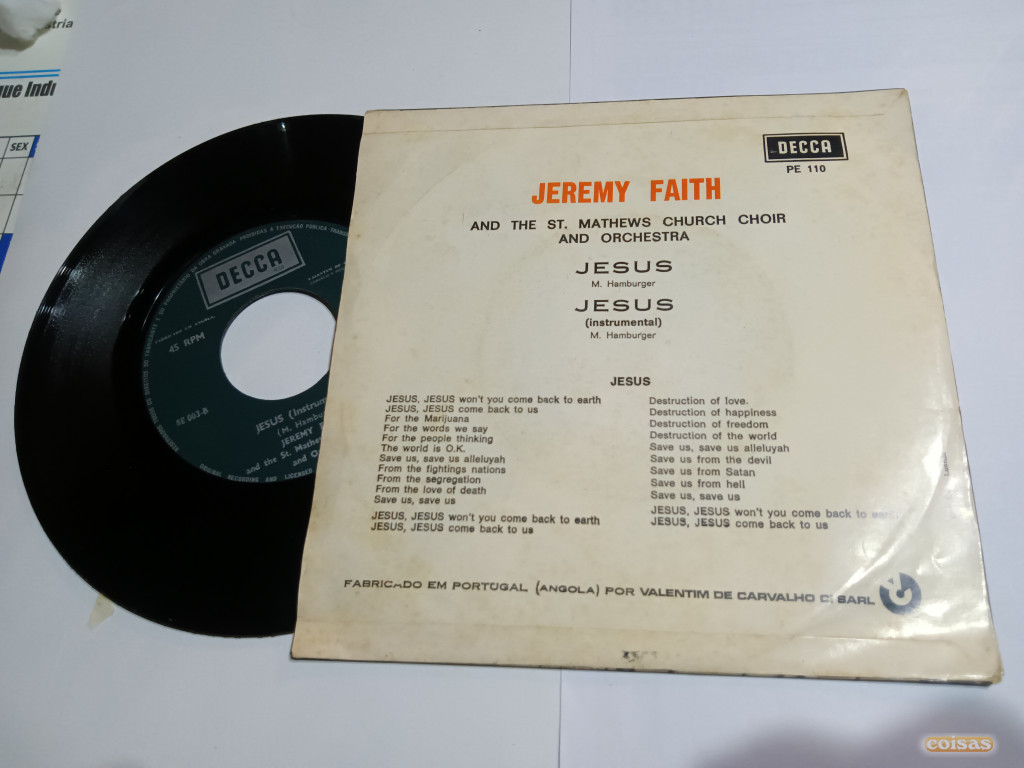 SEX
DECCA
45 RPM
JESUS
(M.
JEREMY
and the St.
and
RECORDING AND
DECCA
PE 110
JEREMY FAITH
AND THE ST. MATHEWS CHURCH CHOIR
AND ORCHESTRA
JESUS
M. Hamburger
JESUS
(instrumental)
M. Hamburger
JESUS
JESUS, JESUS won't you come back to earth
JESUS, JESUS come back to us
For the Marijuana
For the words we say
For the people thinking
The world is O.K.
Save us, save us alleluyah
From the fightings nations
From the segregation
From the love of death
Save us, save us
JESUS, JESUS won't you come back to earth
JESUS, JESUS come back to us
Destruction of love.
Destruction of happiness
Destruction of freedom
Destruction of the world
Save us, save us alleluyah
Save us from the devil
Save us from Satan
Save us from hell
Save us, save us
JESUS, JESUS won't you come back to earth
JESUS, JESUS come back to us
FABRICADO EM PORTUGAL (ANGOLA) POR VALENTIM DE CARVALHO CI SARL
coisas